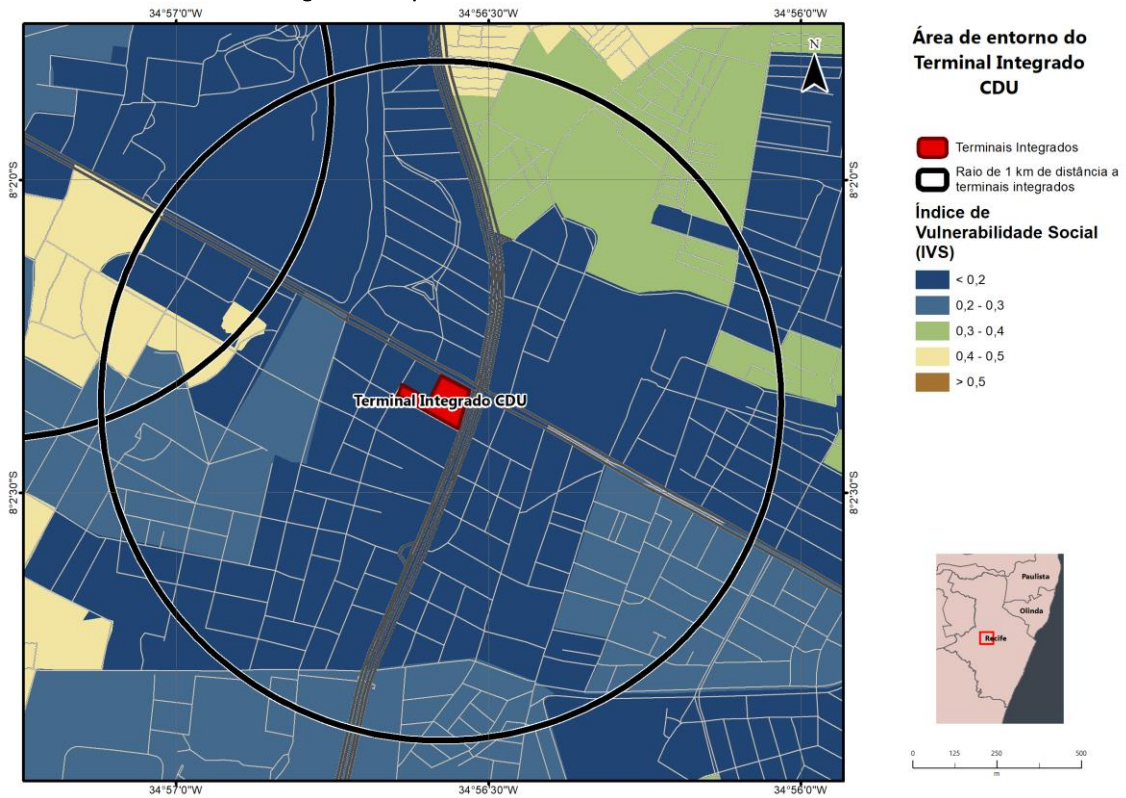 34°57'0"W
34°56'30"W
34°56'0"W
N
8°2'0"S
8°2'0"S
Terminal Integrado CDU
8°2'30"S
8°2'30"S
34°57'0"W
34°56'30"W
34°56'0"W
Área de entorno do
Terminal Integrado
CDU
Terminais Integrados
Raio de 1 km de distância a
terminais integrados
Índice de
Vulnerabilidade Social
(IVS)
< 0,2
0,2 - 0,3
0,3 - 0,4
0,4 - 0,5
> 0,5
Paulista
Olinda
Recife
0 125 250 500
m